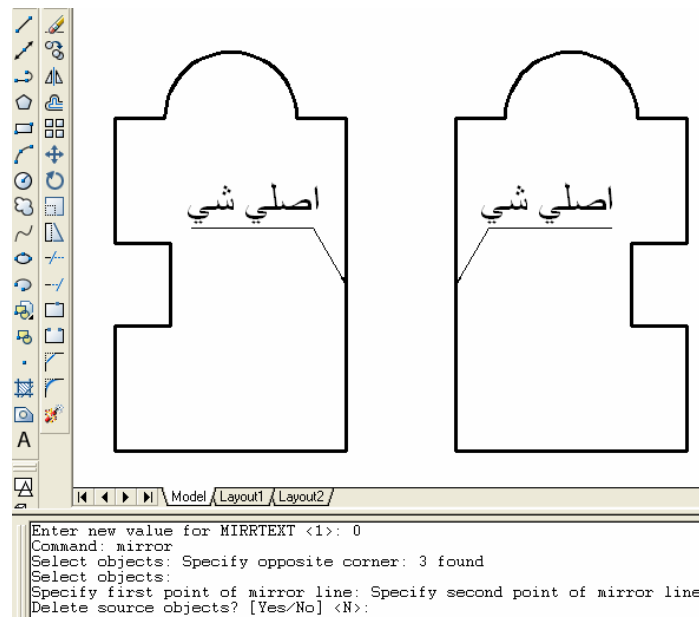 اصلي شي
اصلي شي
A
Model
Layout1
Layout2
Enter new value for MIRRTEXT <1>: 0
Command: mirror
Select objects: Specify opposite corner: 3 found
Select objects:
Specify first point of mirror line: Specify second point of mirror line
Delete source objects? [Yes/No] <N>: